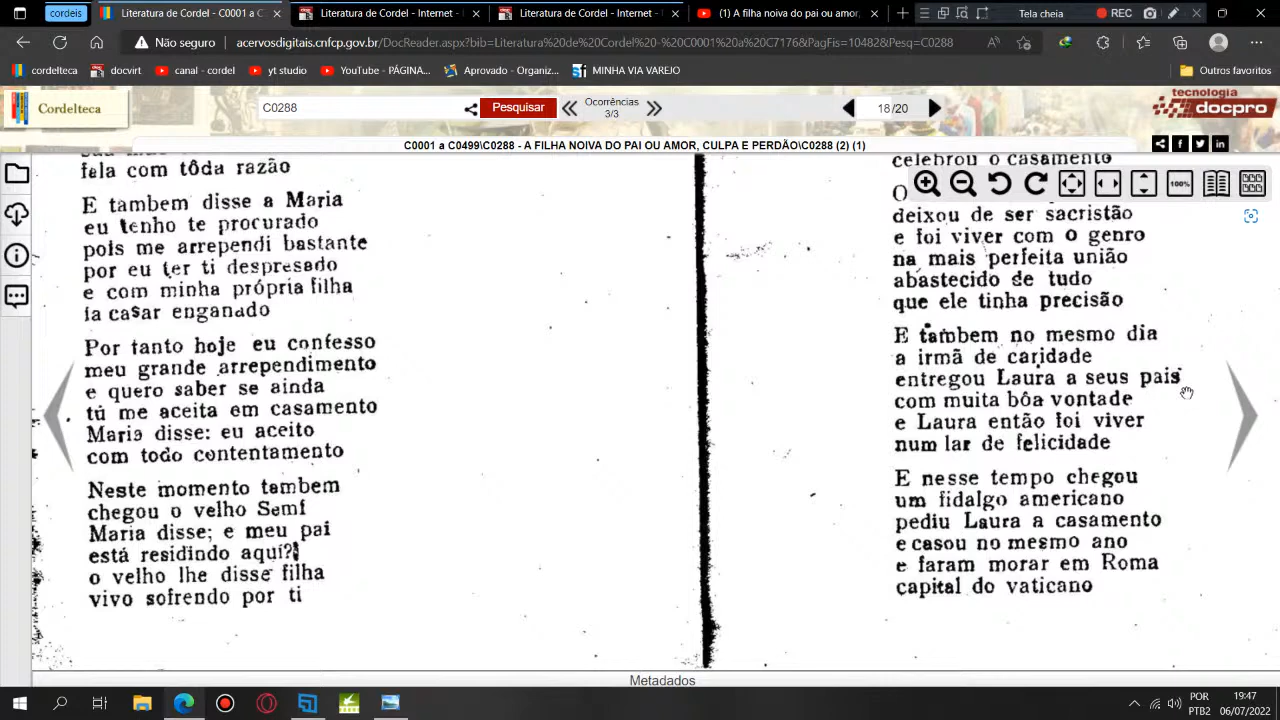 cordeis
Literatura de Cordel - C0001 a C
Literatura de Cordel - Internet -
Literatura de Cordel - Internet -
(1) A filha noiva do pai ou amor,
Tela cheia
REC
Não seguro
acervosdigitais.cnfcp.gov.br/DocReader.aspx?bib=Literatura%20de%20Cordel%20-%20C0001%20a%20C7176&PagFis=10482&Pesq=C0288
cordelteca
docvirt
canal - cordel
yt studio
YouTube - PÁGINA...
Aprovado - Organiz...
MINHA VIA VAREJO
Outros favoritos
Cordelteca
C0288
Pesquisar
Ocorrências
3/3
18/20
tecnologia
docpro
C0001 a C0499\C0288 - A FILHA NOIVA DO PAI OU AMOR, CULPA E PERDÃO\C0288 (2) (1)
100%
fala com tôda razão
E tambem disse a Maria
eu tenho te procurado
pois me arrependi bastante
por eu ter ti despresado
e com minha própria filha
ia casar enganado
Por tanto hoje eu confesso
meu grande arrependimento
e quero saber se ainda
tú me aceita em casamento
Maria disse: eu aceito
com todo contentamento
Neste momento tambem
chegou o velho Semi
Maria disse; e meu pai
está residindo aqui?
o velho lhe disse filha
vivo sofrendo por ti
celebrou o casamento
O
deixou de ser sacristão
e foi viver com o genro
na mais perfeita união
abastecido de tudo
que ele tinha precisão
E tambem no mesmo dia
a irmã de caridade
entregou Laura a seus pais
com muita bôa vontade
e Laura então foi viver
num lar de felicidade
E nesse tempo chegou
um fidalgo americano
pediu Laura a casamento
e casou no mesmo ano
e faram morar em Roma
capital do vaticano
Metadados
POR
PTB2
19:47
06/07/2022